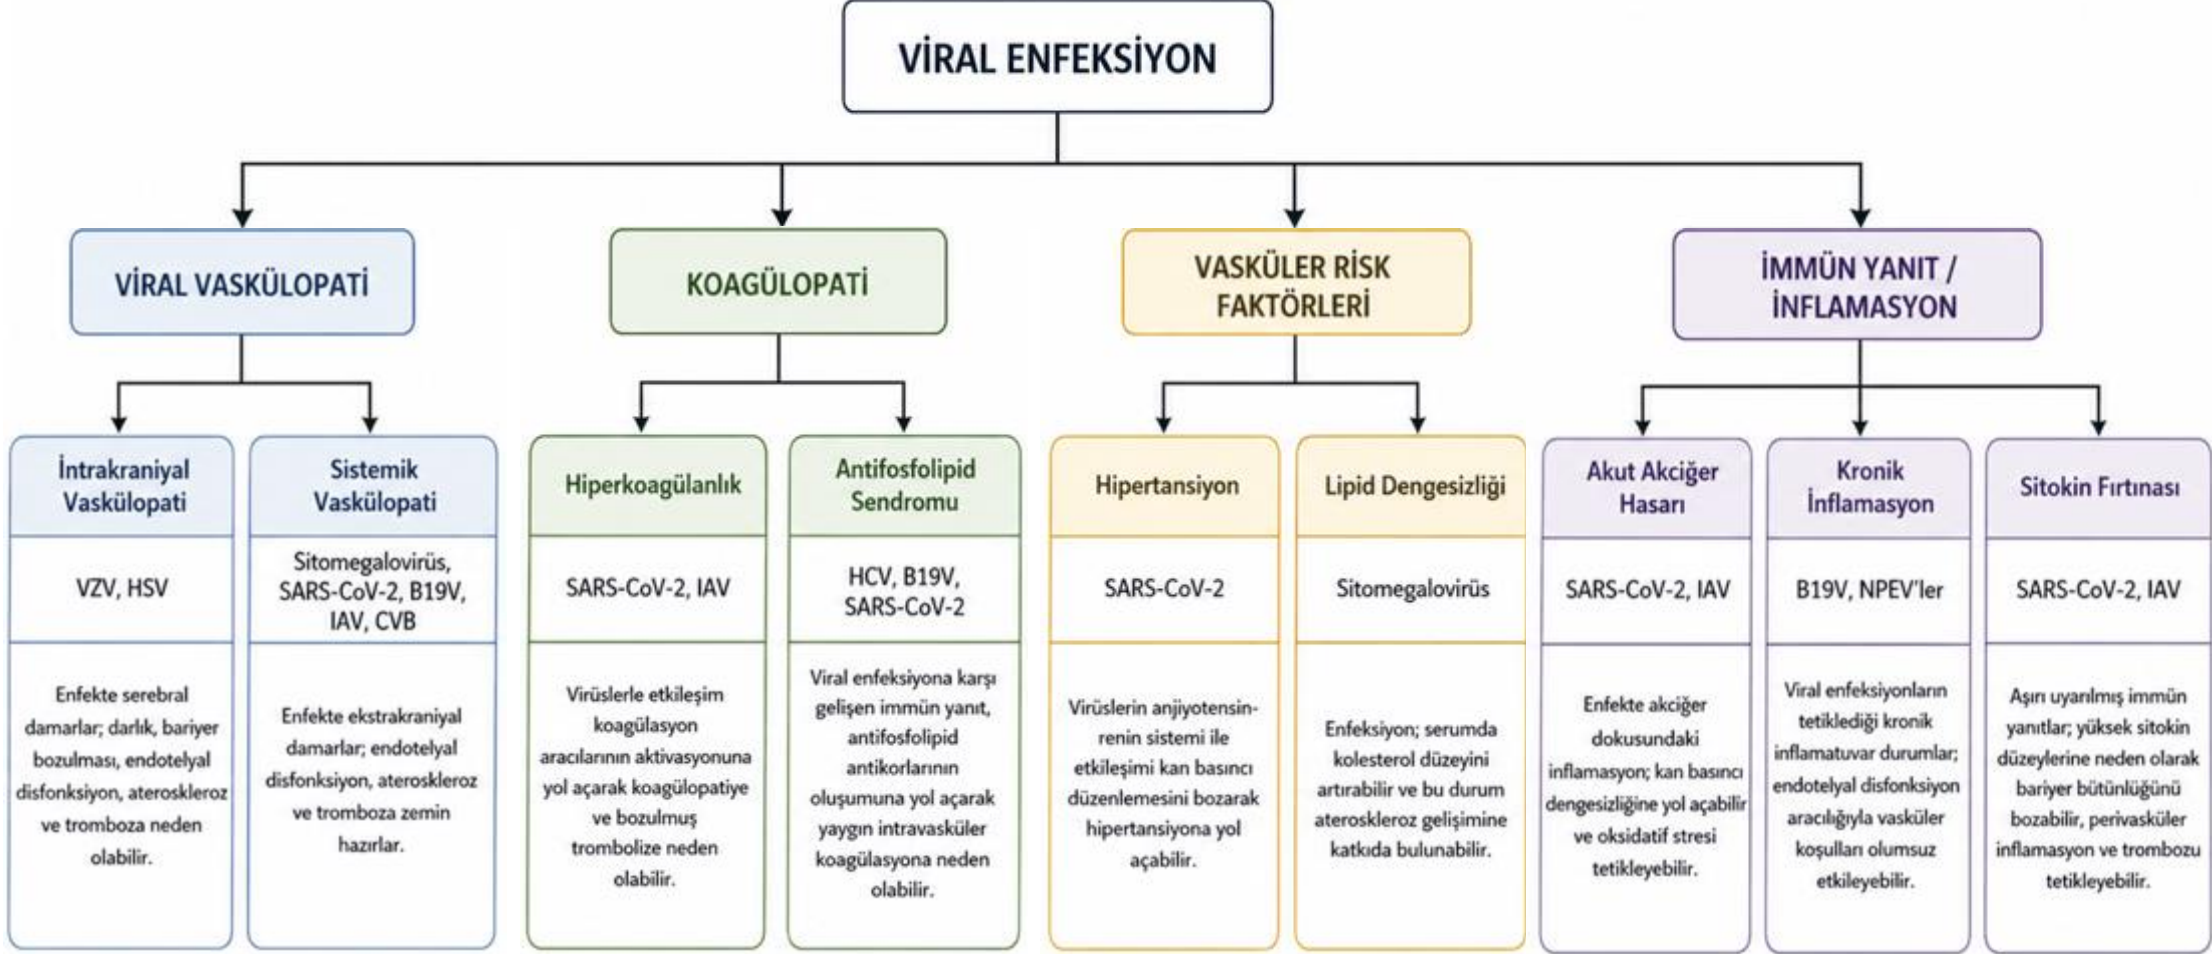 VİRAL ENFEKSİYON
VİRAL VASKÜLOPATİ
KOAGÜLOPATİ
VASKÜLER RİSK
FAKTÖRLERİ
İMMÜN YANIT /
İNFLAMASYON
İntrakraniyal
Vaskülopati
VZV, HSV
Enfekte serebral
damarlar; darlık, bariyer
bozulması, endotelyal
disfonksiyon, ateroskleroz
ve tromboza neden
olabilir.
Sistemik
Vaskülopati
Sitomegalovirüs,
SARS-CoV-2, B19V,
IAV, CVB
Enfekte ekstrakraniyal
damarlar; endotelyal
disfonksiyon, ateroskleroz
ve tromboza zemin
hazırlar.
Hiperkoagülanlık
SARS-CoV-2, IAV
Virüslerle etkileşim
koagülasyon
aracılarının aktivasyonuna
yol açarak koagülopatiye
ve bozulmuş
trombolize neden
olabilir.
Antifosfolipid
Sendromu
HCV, B19V,
SARS-CoV-2
Viral enfeksiyona karşı
gelişen immün yanıt,
antifosfolipid
antikorlarının
oluşumuna yol açarak
yaygın intravasküler
koagülasyona neden
olabilir.
Hipertansiyon
SARS-CoV-2
Virüslerin anjiyotensin-
renin sistemi ile
etkileşimi kan basıncı
düzenlemesini bozarak
hipertansiyona yol
açabilir.
Lipid Dengesizliği
Sitomegalovirüs
Enfeksiyon; serumda
kolesterol düzeyini
artırabilir ve bu durum
ateroskleroz gelişimine
katkıda bulunabilir.
Akut Akciğer
Hasarı
SARS-CoV-2, IAV
Enfekte akciğer
dokusundaki
inflamasyon; kan basıncı
dengesizliğine yol açabilir
ve oksidatif stresi
tetikleyebilir.
Kronik
İnflamasyon
B19V, NPEV'ler
Viral enfeksiyonların
tetiklediği kronik
inflamatuvar durumlar;
endotelyal disfonksiyon
aracılığıyla vasküler
koşulları olumsuz
etkileyebilir.
Sitokin Fırtınası
SARS-CoV-2, IAV
Aşırı uyarılmış immün
yanıtlar; yüksek sitokin
düzeylerine neden olarak
bariyer bütünlüğünü
bozabilir, perivasküler
inflamasyon ve trombozu
tetikleyebilir.